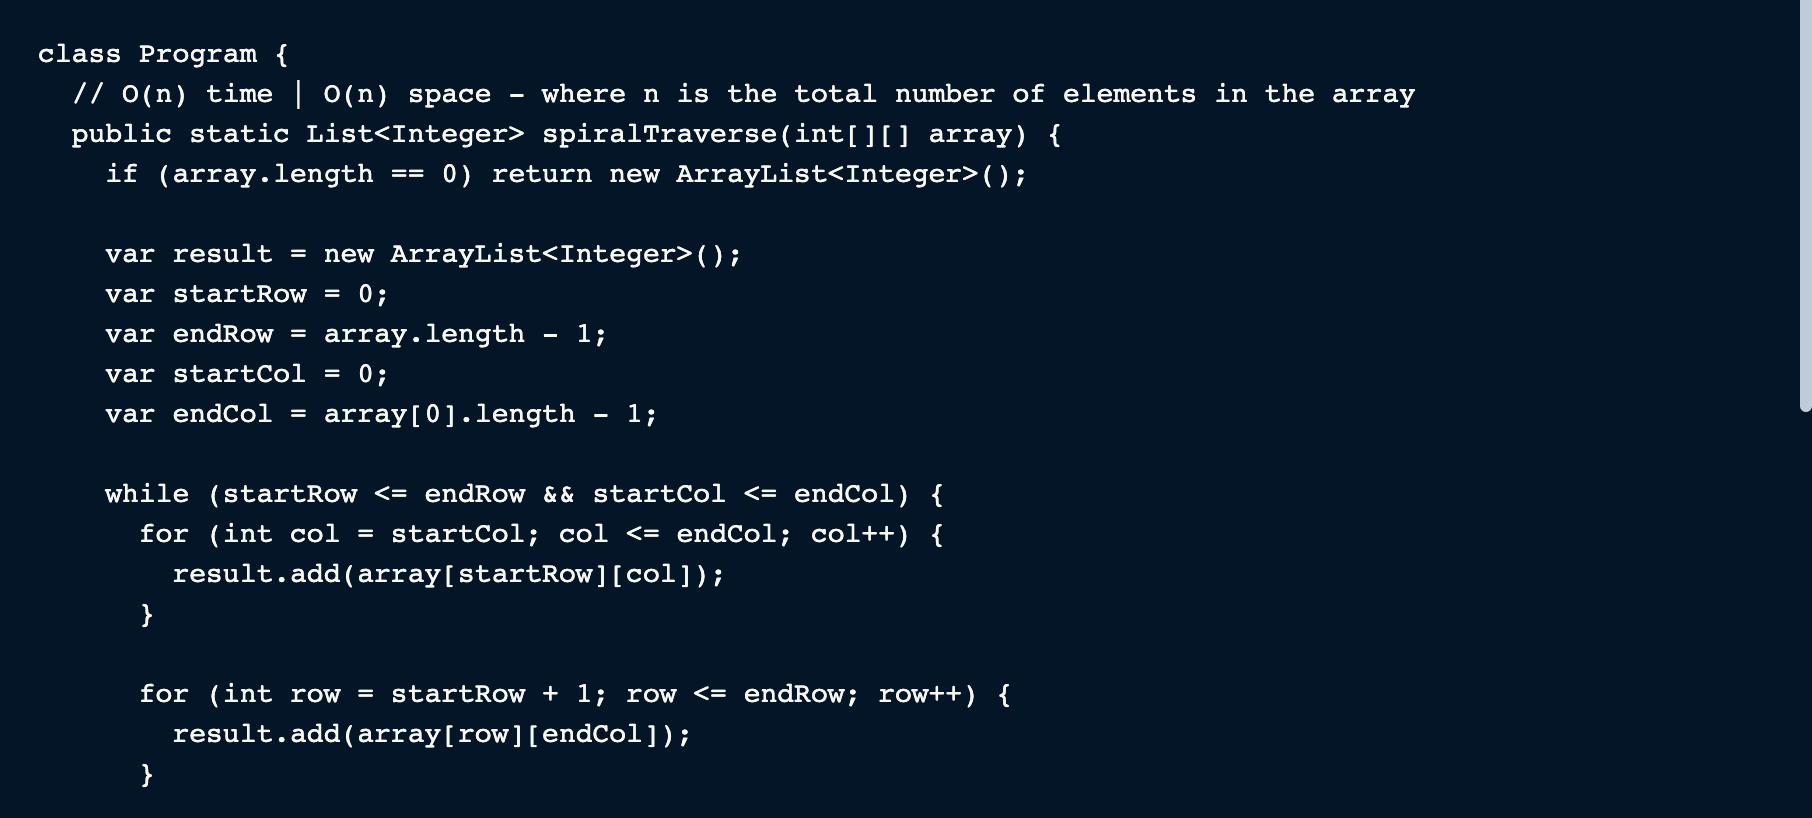 class Program {
  // O(n) time | O(n) space – where n is the total number of elements in the array
  public static List<Integer> spiralTraverse(int[][] array) {
    if (array.length == 0) return new ArrayList<Integer>();

    var result = new ArrayList<Integer>();
    var startRow = 0;
    var endRow = array.length – 1;
    var startCol = 0;
    var endCol = array[0].length – 1;

    while (startRow <= endRow && startCol <= endCol) {
      for (int col = startCol; col <= endCol; col++) {
        result.add(array[startRow][col]);
      }

      for (int row = startRow + 1; row <= endRow; row++) {
        result.add(array[row][endCol]);
      }